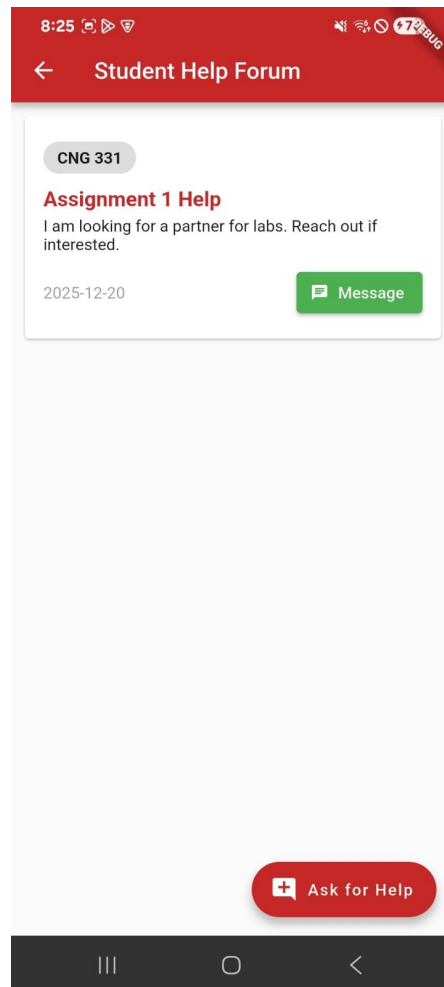 8:25
Student Help Forum
CNG 331
Assignment 1 Help
I am looking for a partner for labs. Reach out if
interested.
2025-12-20
Message
Ask for Help